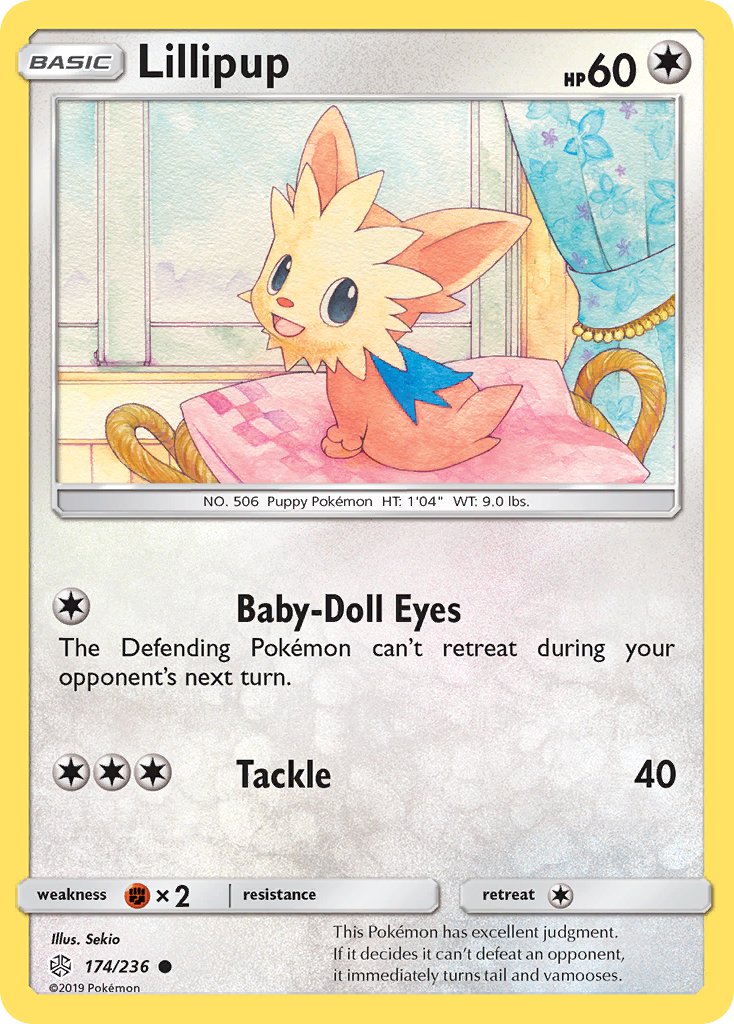 BASIC Lillipup HP60
NO. 506 Puppy Pokémon HT: 1'04" WT: 9.0 lbs.
Baby-Doll Eyes
The Defending Pokémon can't retreat during your
opponent's next turn.
Tackle 40
weakness ×2 resistance retreat
Illus. Sekio
174/236
©2019 Pokémon
This Pokémon has excellent judgment.
If it decides it can't defeat an opponent,
it immediately turns tail and vamooses.